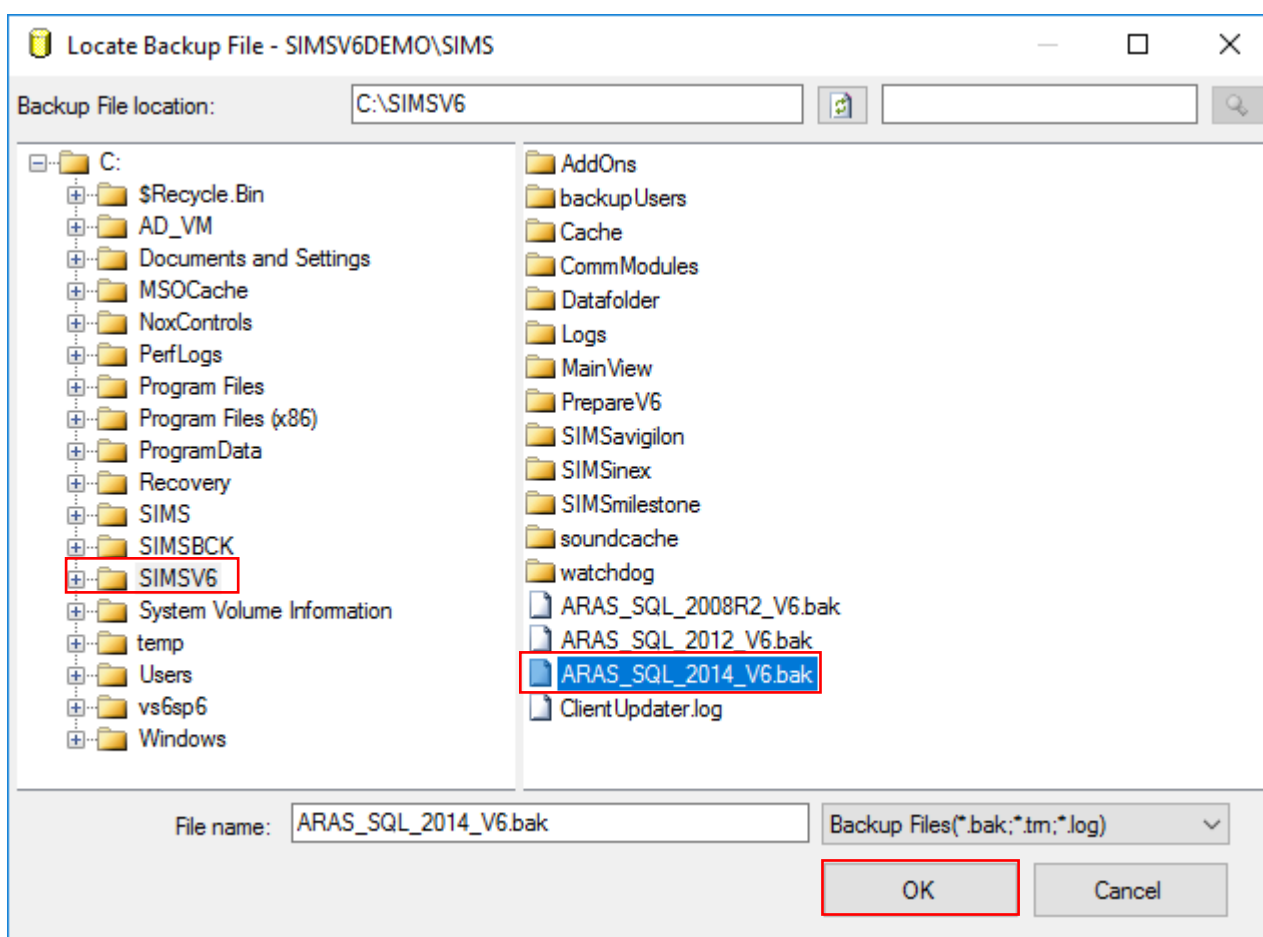 Locate Backup File - SIMSV6DEMO\SIMS
Backup File location:
C:\SIMSV6
C:
$Recycle.Bin
AD_VM
Documents and Settings
MSOCache
NoxControls
PerfLogs
Program Files
Program Files (x86)
ProgramData
Recovery
SIMS
SIMSBCK
SIMSV6
System Volume Information
temp
Users
vs6sp6
Windows
AddOns
backupUsers
Cache
CommModules
Datafolder
Logs
MainView
PrepareV6
SIMSavigilon
SIMSinex
SIMSmilestone
soundcache
watchdog
ARAS_SQL_2008R2_V6.bak
ARAS_SQL_2012_V6.bak
ARAS_SQL_2014_V6.bak
ClientUpdater.log
File name:
ARAS_SQL_2014_V6.bak
Backup Files(*.bak;*.trn;*.log)
OK
Cancel